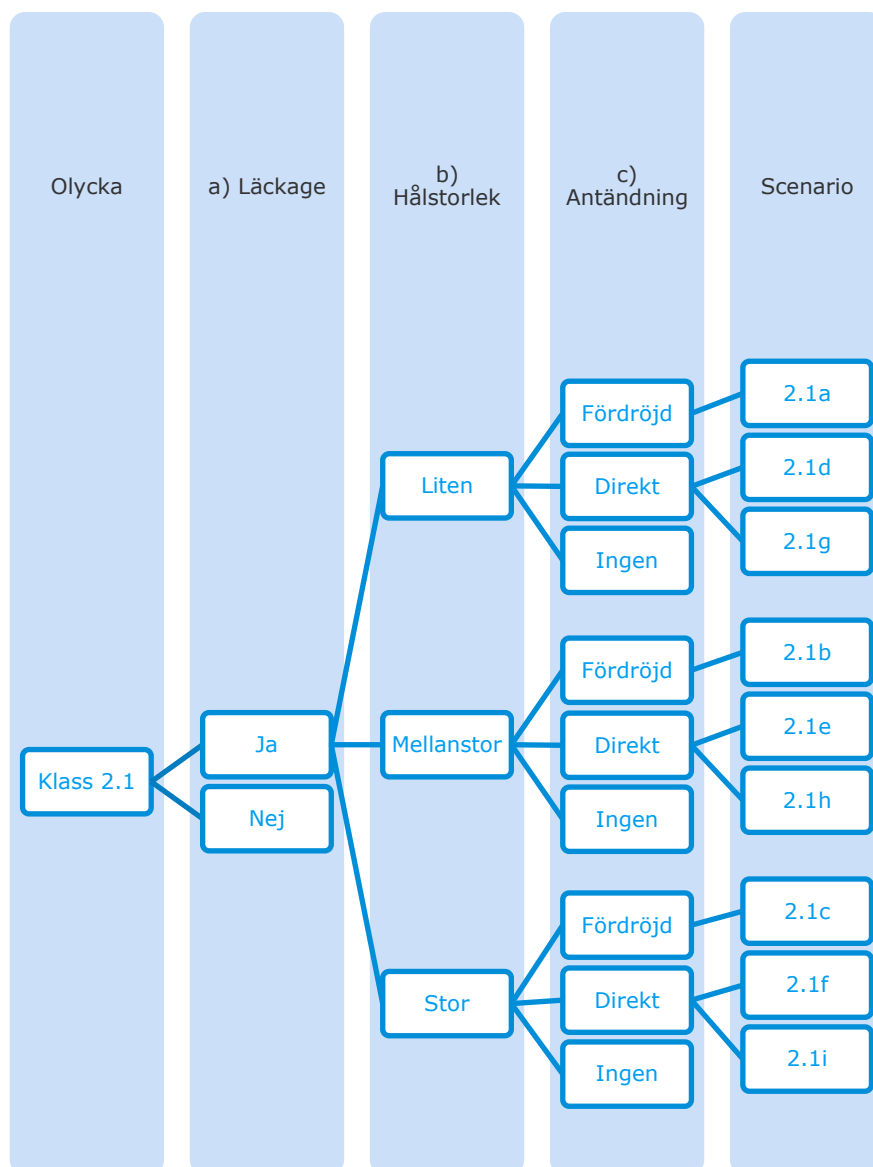 Olycka
a) Läckage
b)
Hålstorlek
c)
Antändning
Scenario
Klass 2.1
Ja
Nej
Liten
Mellanstor
Stor
Fördröjd
Direkt
Ingen
Fördröjd
Direkt
Ingen
Fördröjd
Direkt
Ingen
2.1a
2.1d
2.1g
2.1b
2.1e
2.1h
2.1c
2.1f
2.1i